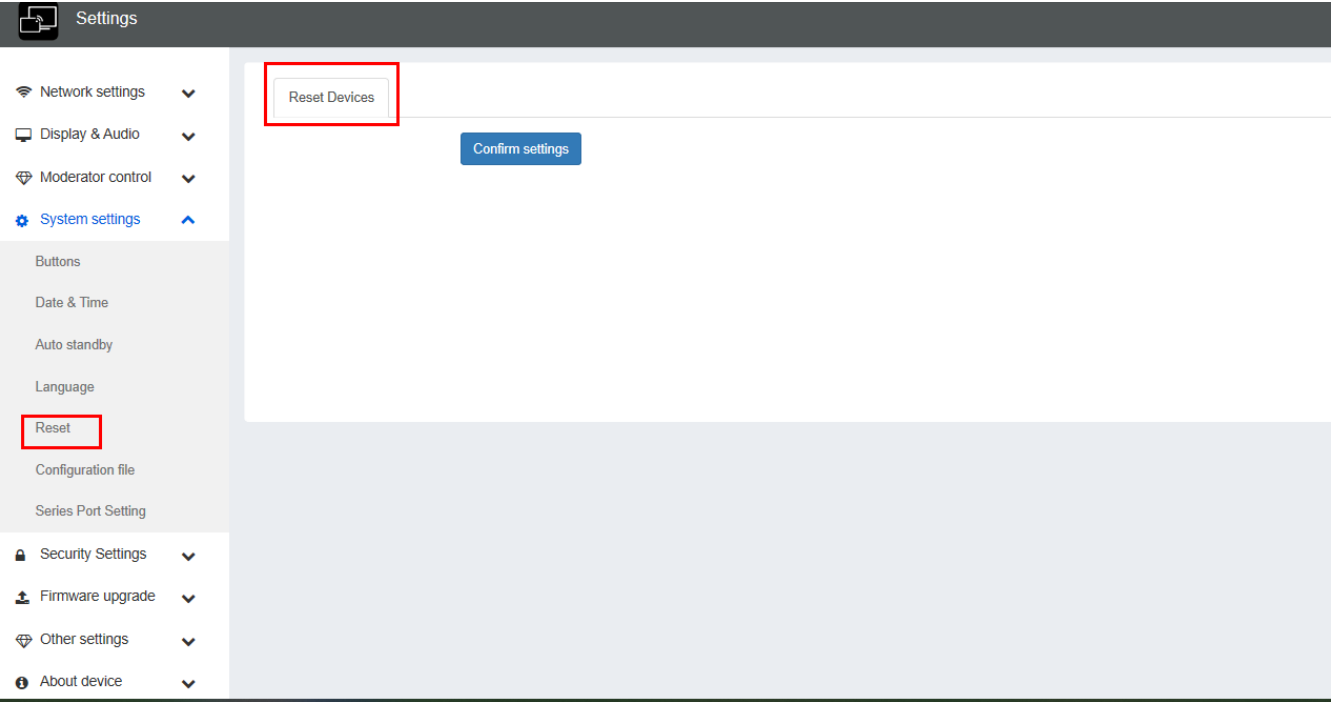 Settings
Network settings
Display & Audio
Moderator control
System settings
Buttons
Date & Time
Auto standby
Language
Reset
Configuration file
Series Port Setting
Security Settings
Firmware upgrade
Other settings
About device
Reset Devices
Confirm settings